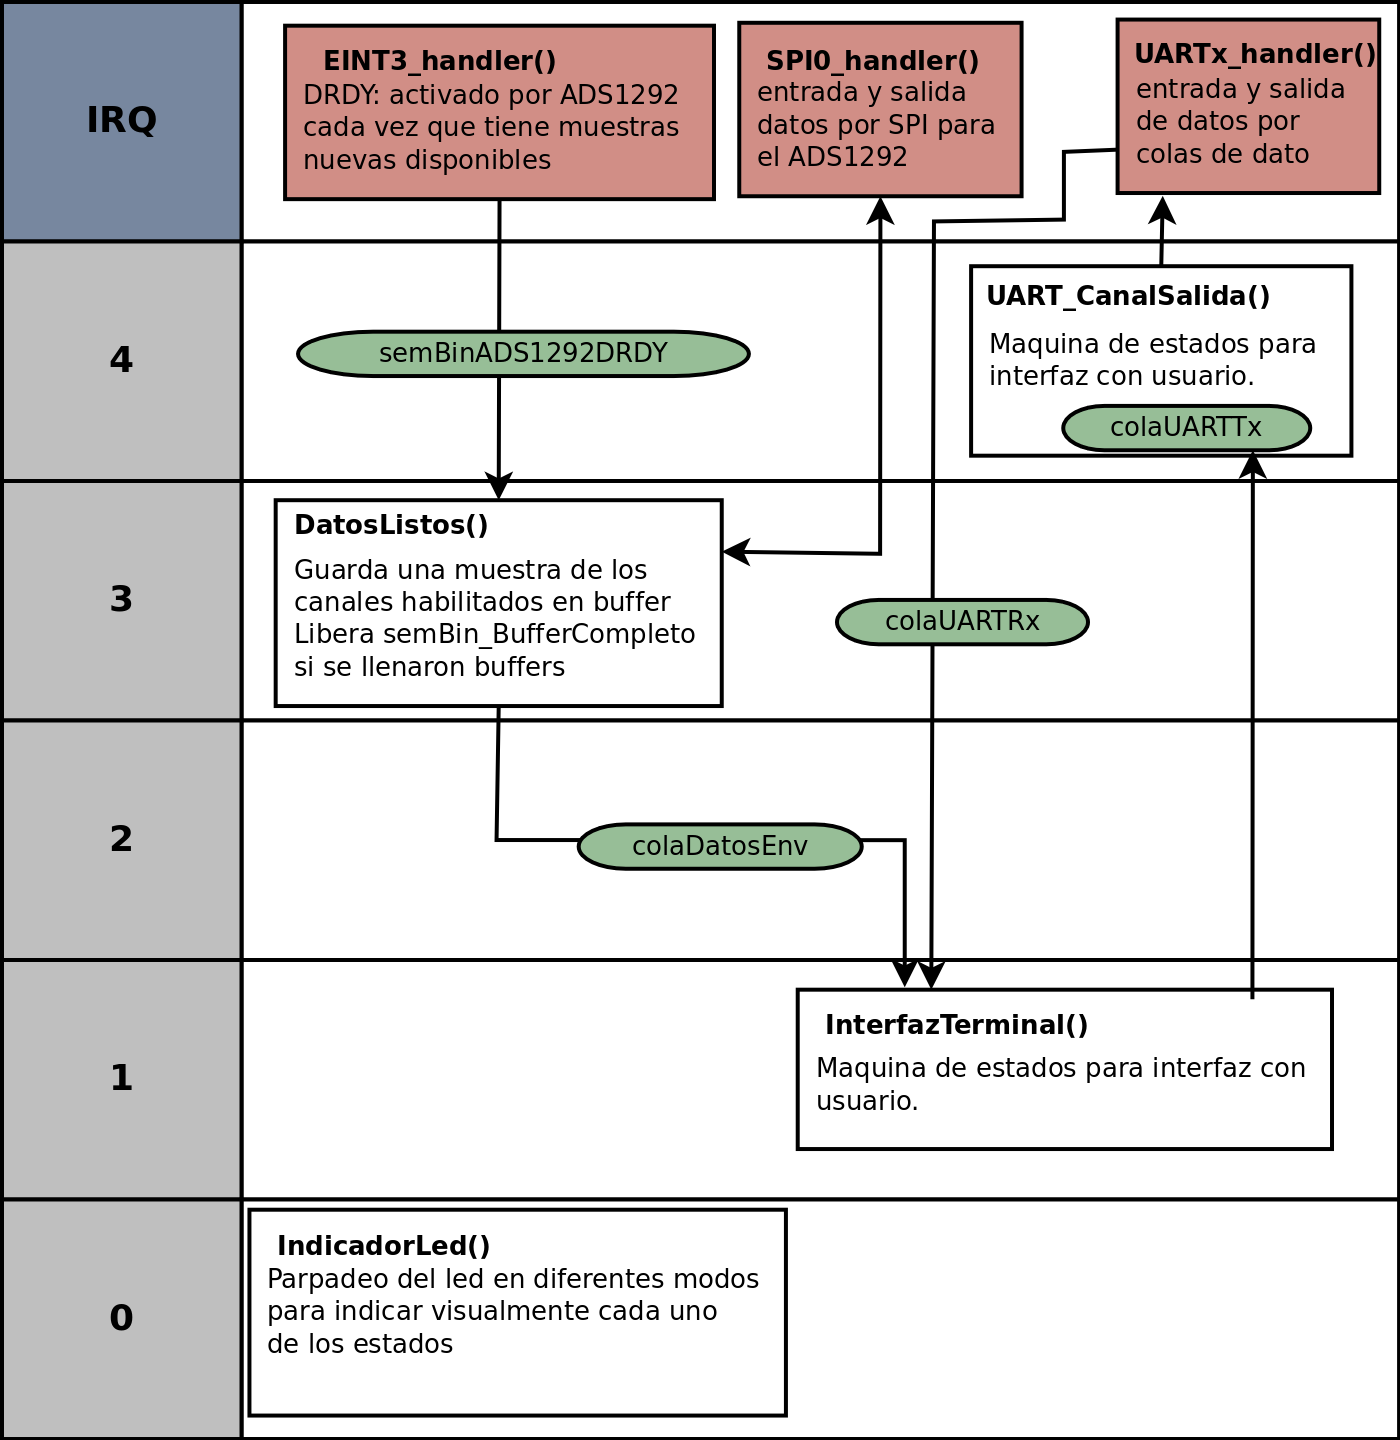 IRQ
EINT3_handler()
DRDY: activado por ADS1292
cada vez que tiene muestras
nuevas disponibles
SPI0_handler()
entrada y salida
datos por SPI para
el ADS1292
UARTx_handler()
entrada y salida
de datos por
colas de dato
4
semBinADS1292DRDY
UART_CanalSalida()
Maquina de estados para
interfaz con usuario.
colaUARTTx
3
DatosListos()
Guarda una muestra de los
canales habilitados en buffer
Libera semBin_BufferCompleto
si se llenaron buffers
colaUARTRx
2
colaDatosEnv
1
InterfazTerminal()
Maquina de estados para interfaz con
usuario.
0
IndicadorLed()
Parpadeo del led en diferentes modos
para indicar visualmente cada uno
de los estados